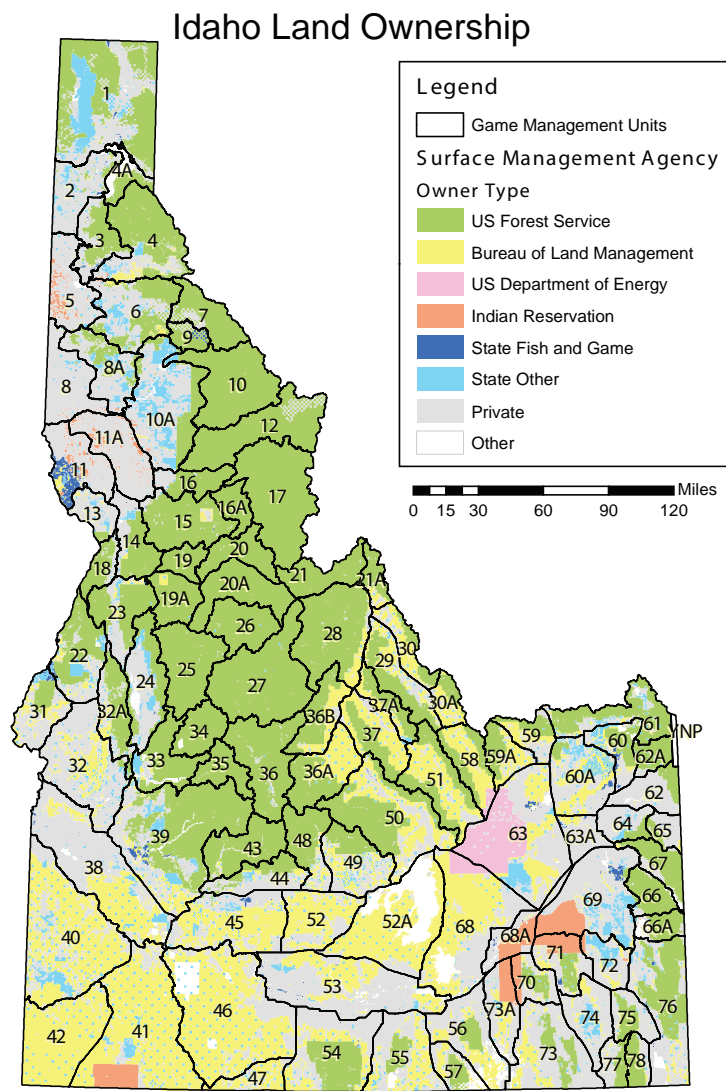 Idaho Land Ownership
Legend
Game Management Units
Surface Management Agency
Owner Type
US Forest Service
Bureau of Land Management
US Department of Energy
Indian Reservation
State Fish and Game
State Other
Private
Other
Miles
0 15 30 60 90 120
1
4A
2
3 4
5 6 7
9
8 8A 10
10A 12
11A
11
16 17
13 16A
15
14
20
18 19 21
21A
23 19A 20A
26 28
22 24 25 29 30
27
31 32A 36B 37A 30A
37
61
YNP
32 34 59 60
33 35 36 36A 51 58 59A 60A 62A
62
39 50 63 64
43 48 63A 65
49 67
38 44 66
45 52 52A 68 69 66A
40 68A
71
53 72
70
46 76
42 41 73A 74 75
56
54 55 73
57 77 78
47